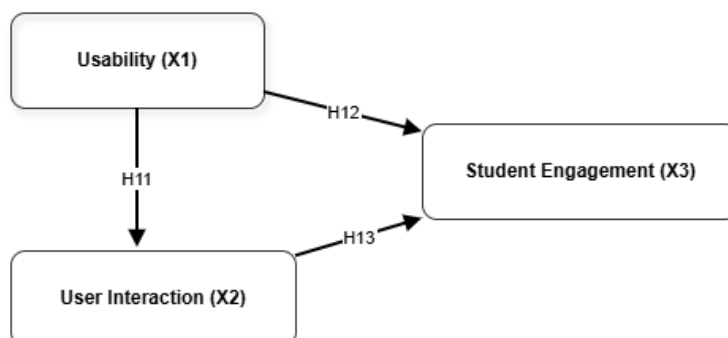 Usability (X1)
H12
Student Engagement (X3)
H11
H13
User Interaction (X2)